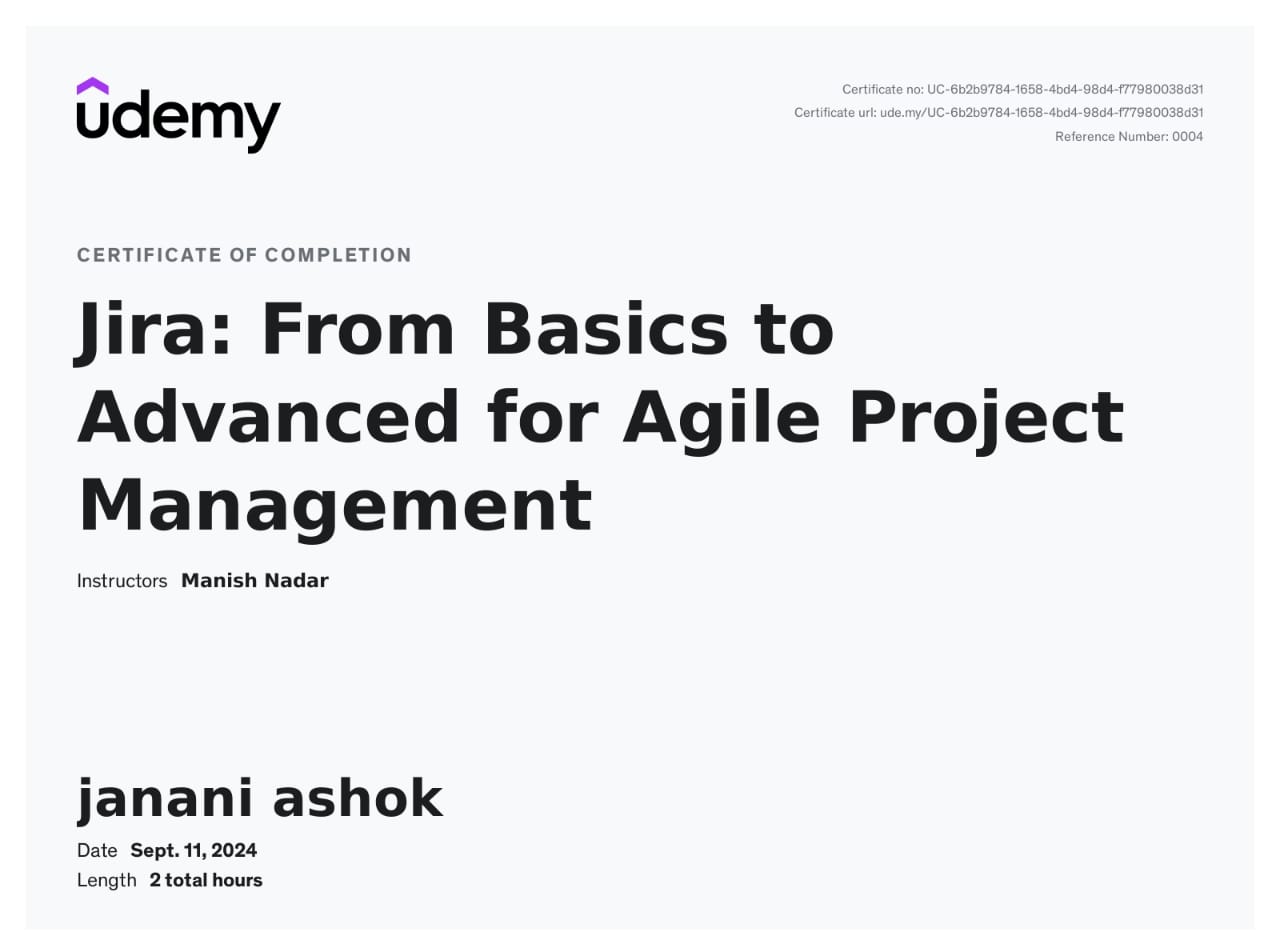 udemy
Certificate no: UC-6b2b9784-1658-4bd4-98d4-f77980038d31
Certificate url: ude.my/UC-6b2b9784-1658-4bd4-98d4-f77980038d31
Reference Number: 0004
CERTIFICATE OF COMPLETION
Jira: From Basics to
Advanced for Agile Project
Management
Instructors Manish Nadar
janani ashok
Date Sept. 11, 2024
Length 2 total hours